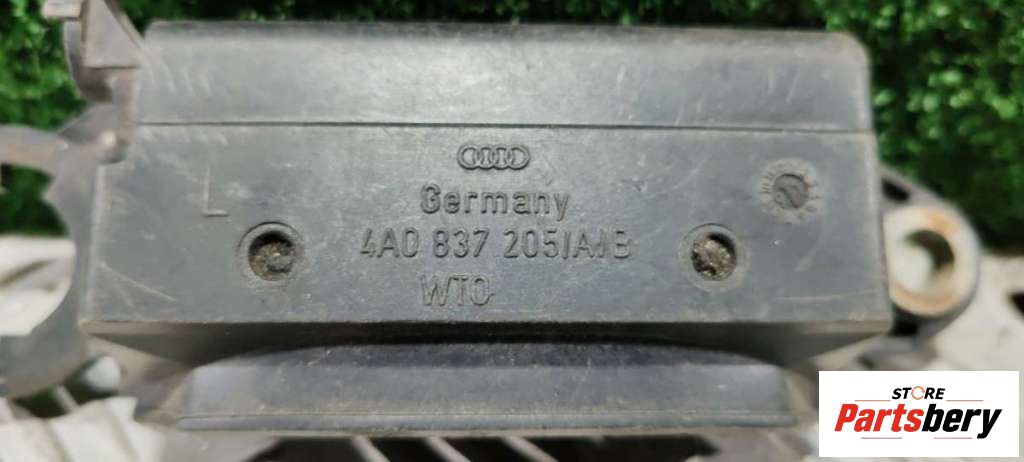 Germany
L
4A0 837 205/A/B
WTO
STORE
Partsbery